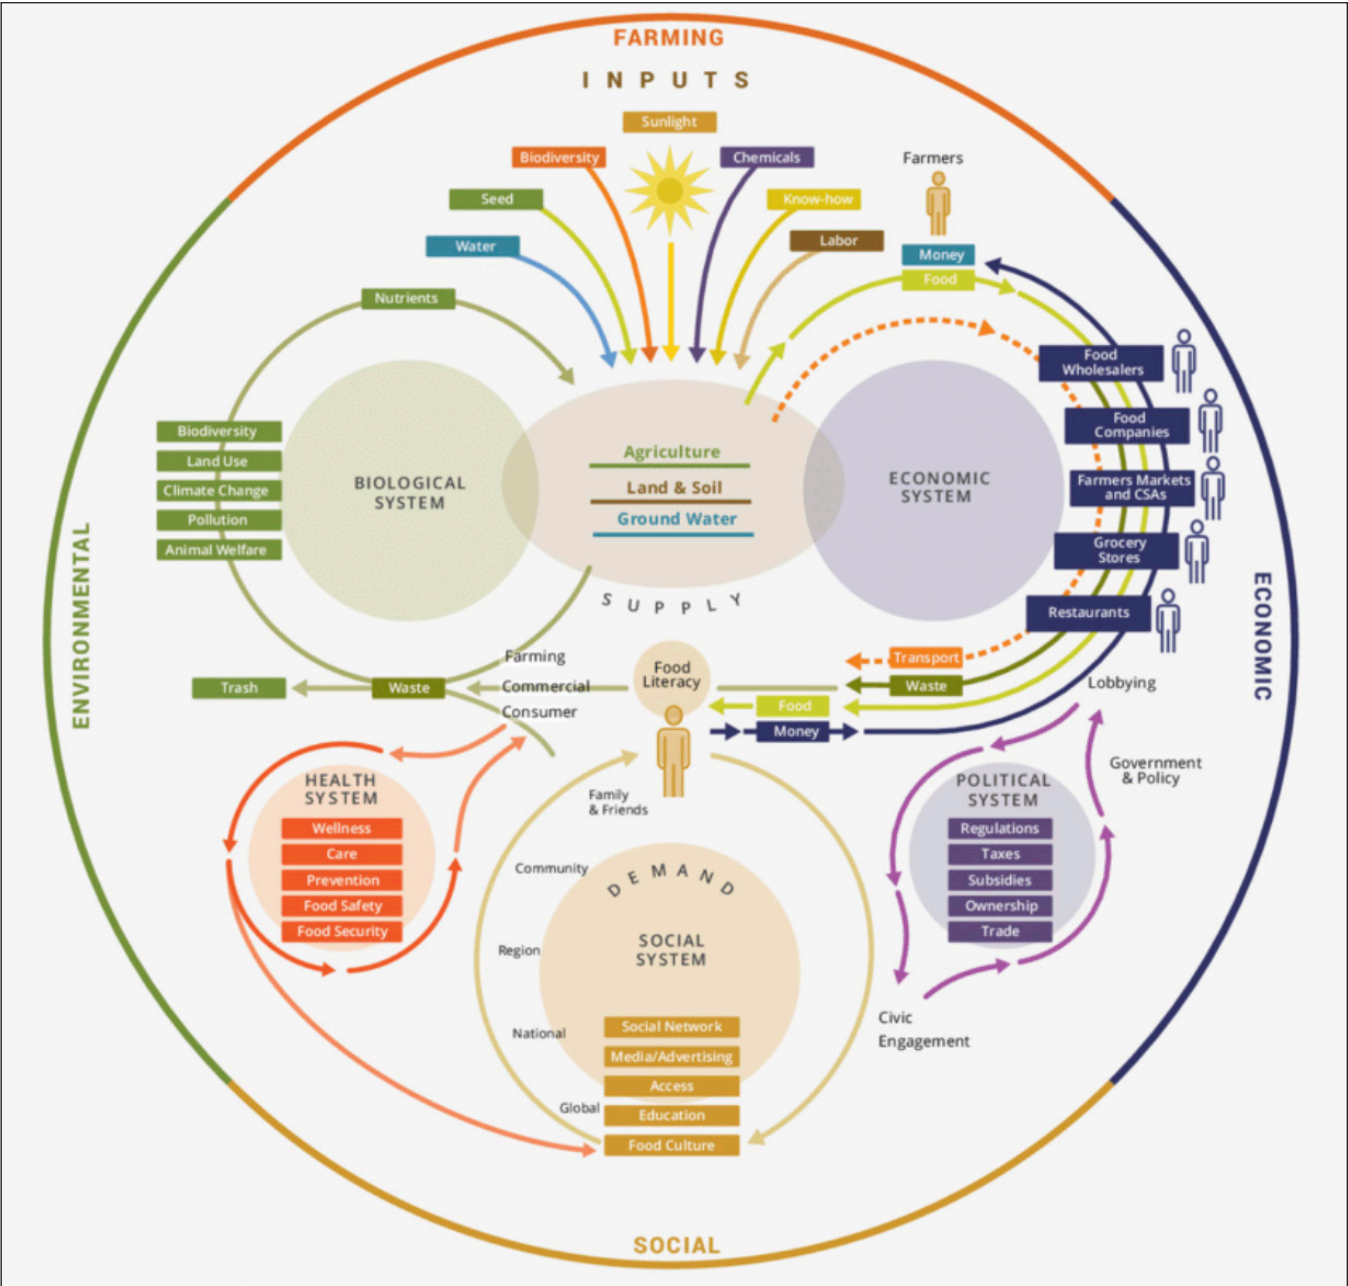 FARMING
INPUTS
Sunlight
Biodiversity
Chemicals
Seed
Know-how
Water
Labor
Farmers
Money
Food
Nutrients
Food
Wholesalers
Food
Companies
Farmers Markets
and CSAs
Grocery
Stores
Restaurants
Biodiversity
Land Use
Climate Change
Pollution
Animal Welfare
BIOLOGICAL
SYSTEM
Agriculture
Land & Soil
Ground Water
SUPPLY
ECONOMIC
SYSTEM
ENVIRONMENTAL
ECONOMIC
Farming
Commercial
Consumer
Trash
Waste
Food
Literacy
Transport
Waste
Food
Money
Lobbying
Government
& Policy
HEALTH
SYSTEM
Wellness
Care
Prevention
Food Safety
Food Security
Family
& Friends
Community
Region
National
Global
DEMAND
SOCIAL
SYSTEM
Social Network
Media/Advertising
Access
Education
Food Culture
POLITICAL
SYSTEM
Regulations
Taxes
Subsidies
Ownership
Trade
Civic
Engagement
SOCIAL